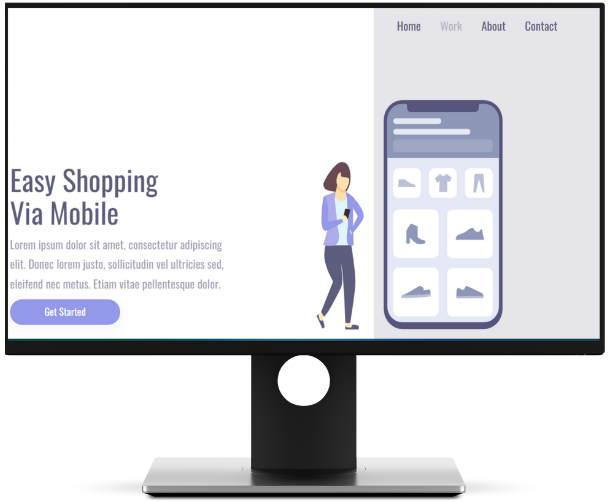 Home Work About Contact
Easy Shopping
Via Mobile
Lorem ipsum dolor sit amet, consectetur adipiscing
elit. Donec lorem justo, sollicitudin vel ultricies sed,
eleifend nec metus. Etiam vitae pellentesque dolor.
Get Started